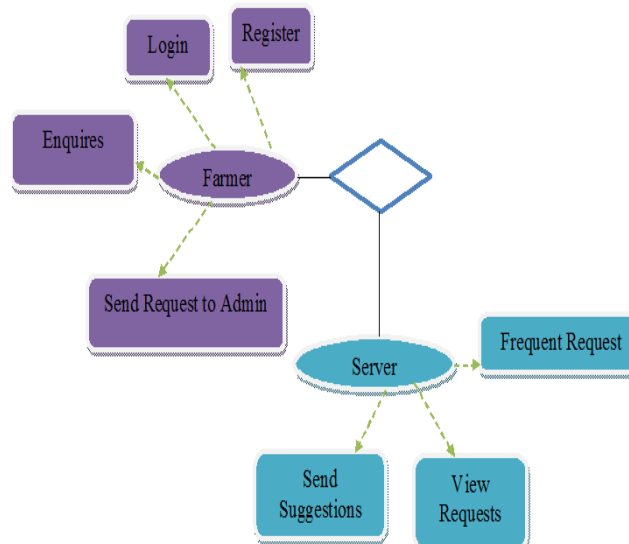 Login
Register
Enquires
Farmer
Send Request to Admin
Frequent Request
Server
Send
Suggestions
View
Requests